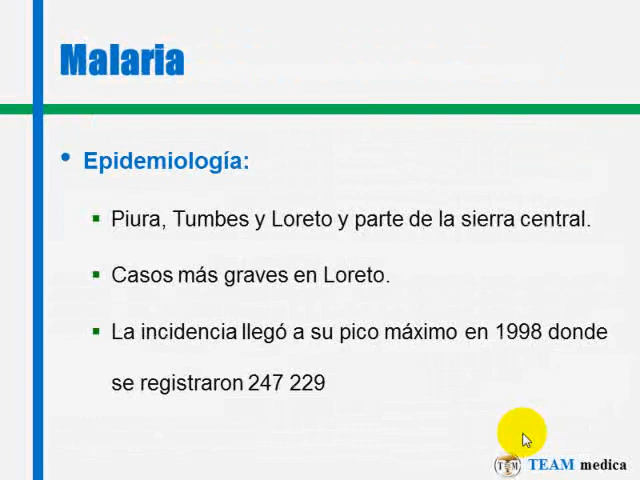 Malaria
• Epidemiología:
▪ Piura, Tumbes y Loreto y parte de la sierra central.
▪ Casos más graves en Loreto.
▪ La incidencia llegó a su pico máximo en 1998 donde
se registraron 247 229
TEAM medica